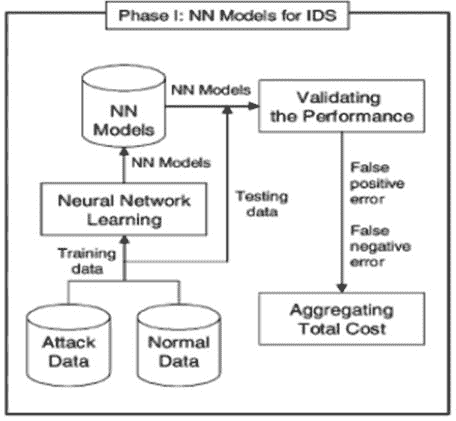 Phase I: NN Models for IDS
NN
Models
NN Models
Validating
the Performance
NN Models
Neural Network
Learning
Testing
data
False
positive
error
False
negative
error
Training
data
Attack
Data
Normal
Data
Aggregating
Total Cost